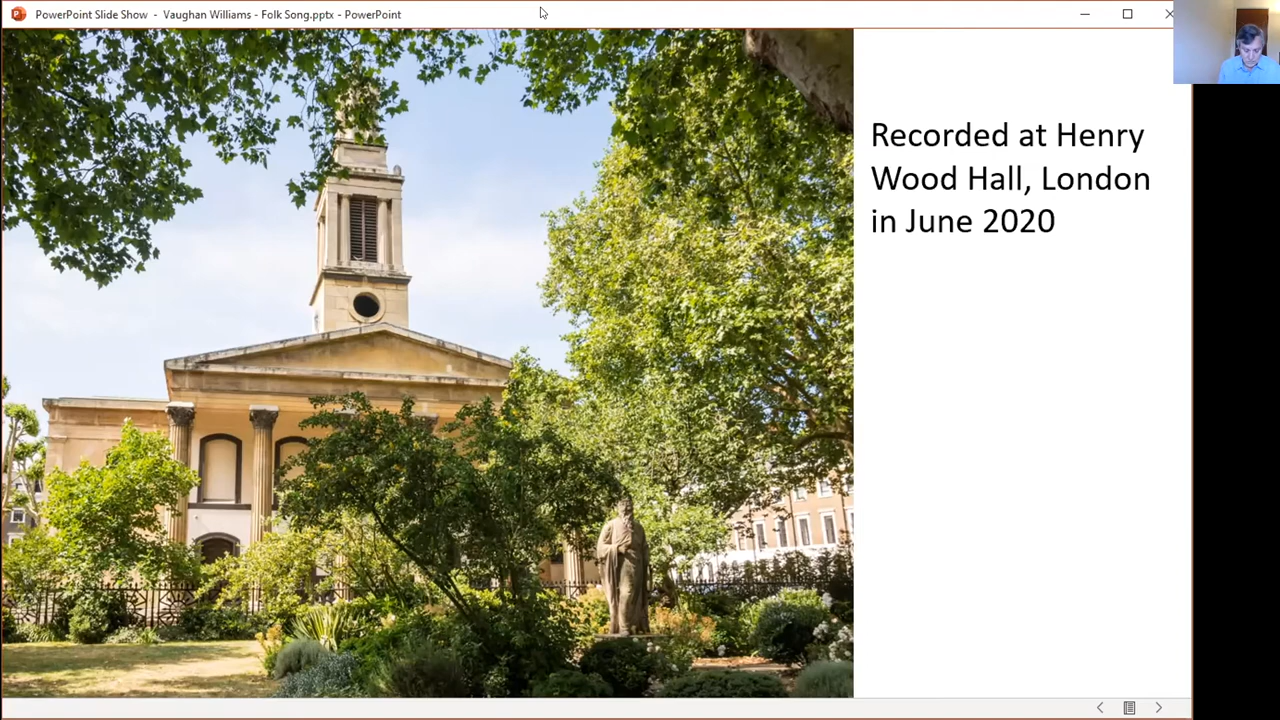 PowerPoint Slide Show - Vaughan Williams - Folk Song.pptx - PowerPoint
Recorded at Henry
Wood Hall, London
in June 2020